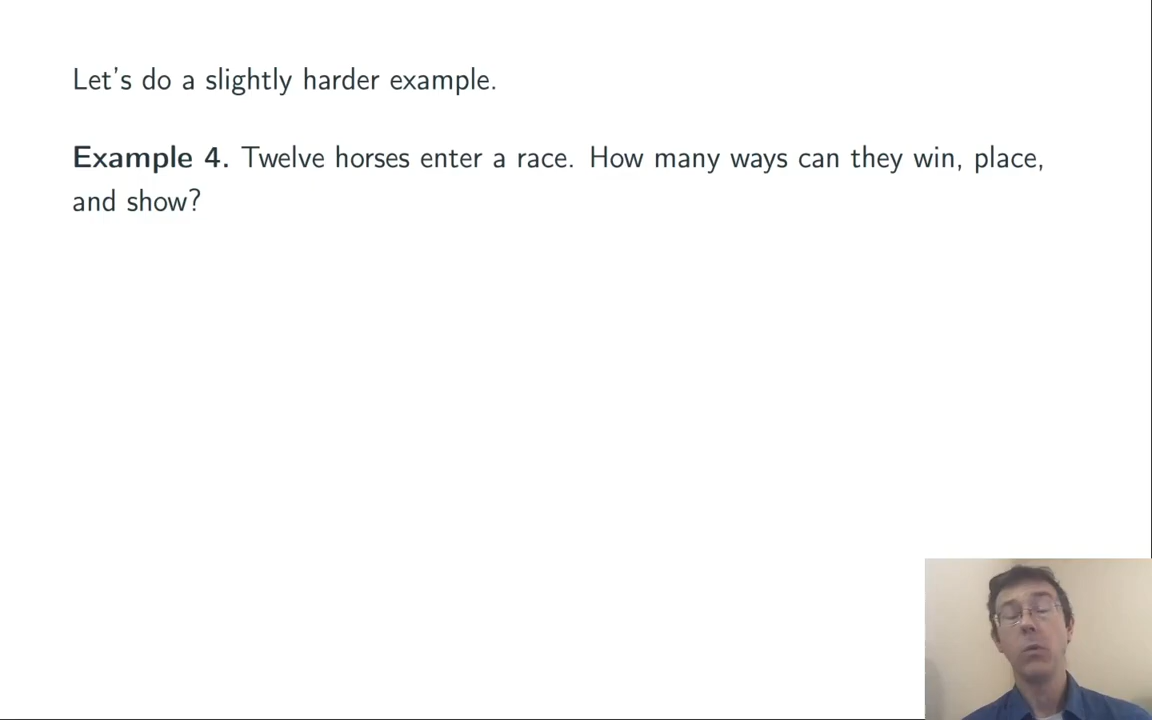 Let's do a slightly harder example.
Example 4. Twelve horses enter a race. How many ways can they win, place,
and show?